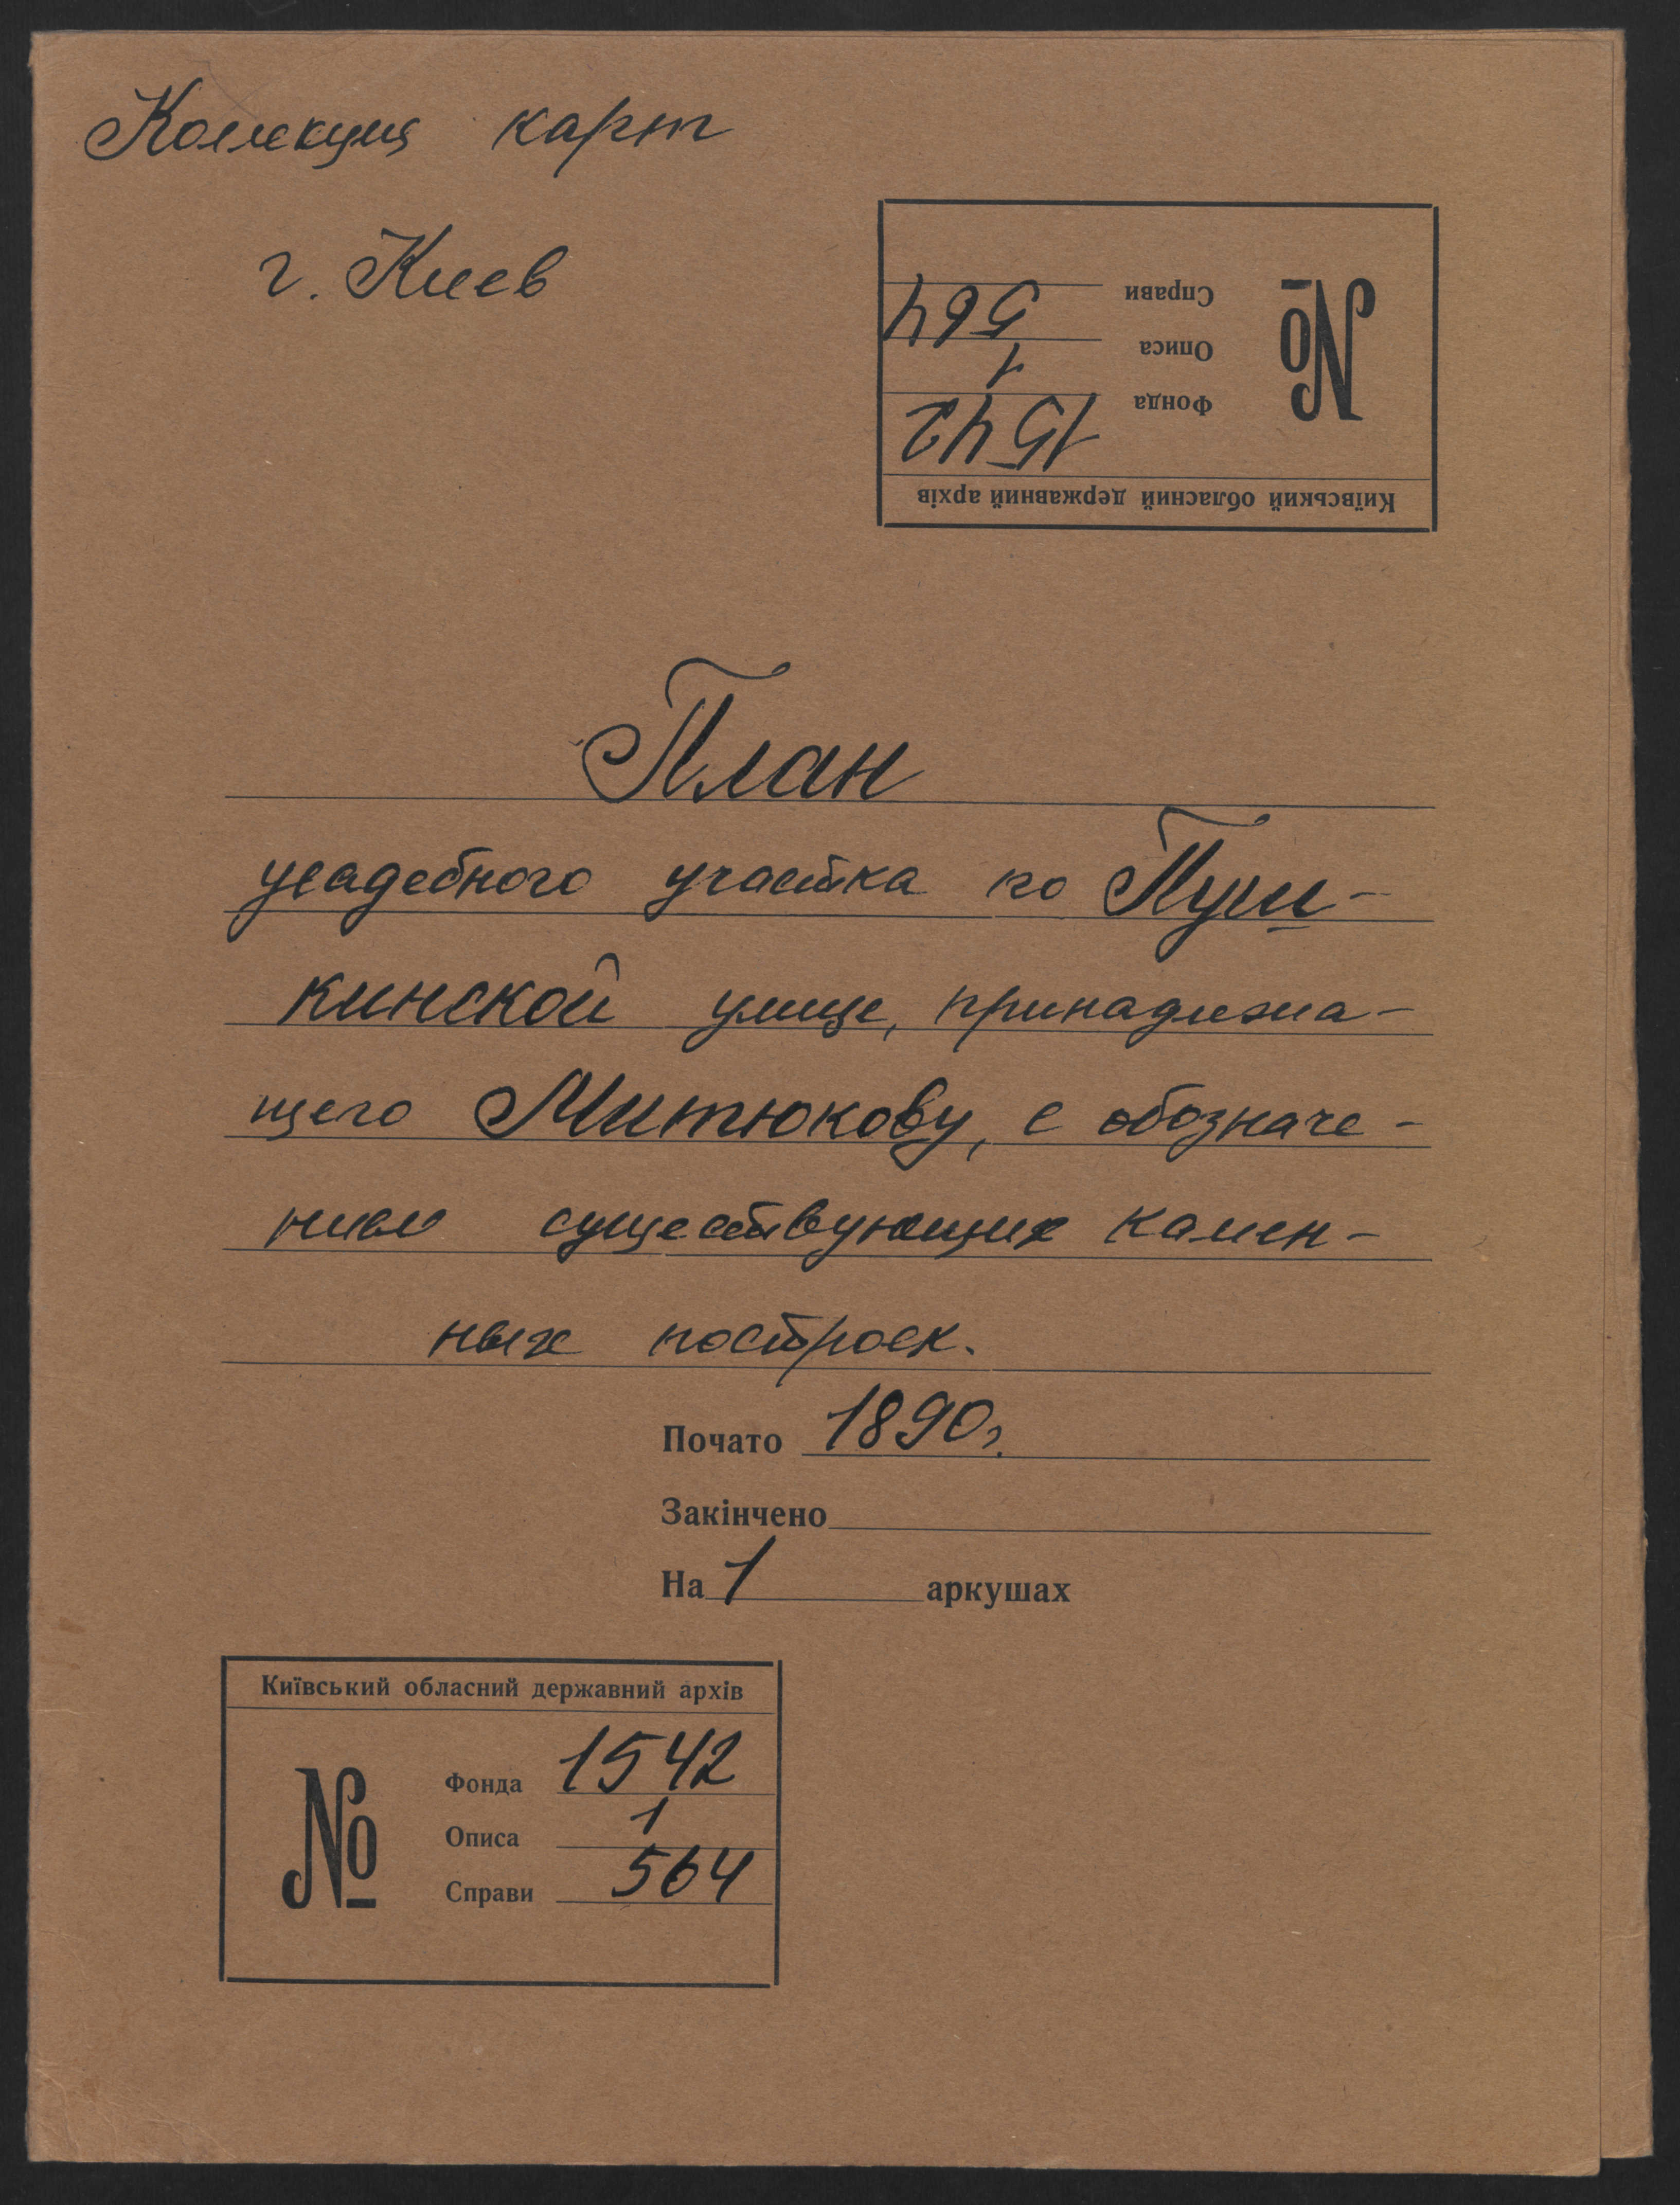 Коллекция карт
г. Киев
Київський обласний державний архів
№
Фонда 1542
Описа 1
Справи 564
План
усадебного участка по Пуш-
кинской улице, принадлежа-
щего Митюкову, с обозначе-
нием существующих камен-
ных построек.
Почато 1890г.
Закінчено
На 1 аркушах
Київський обласний державний архів
№
Фонда 1542
Описа 1
Справи 564